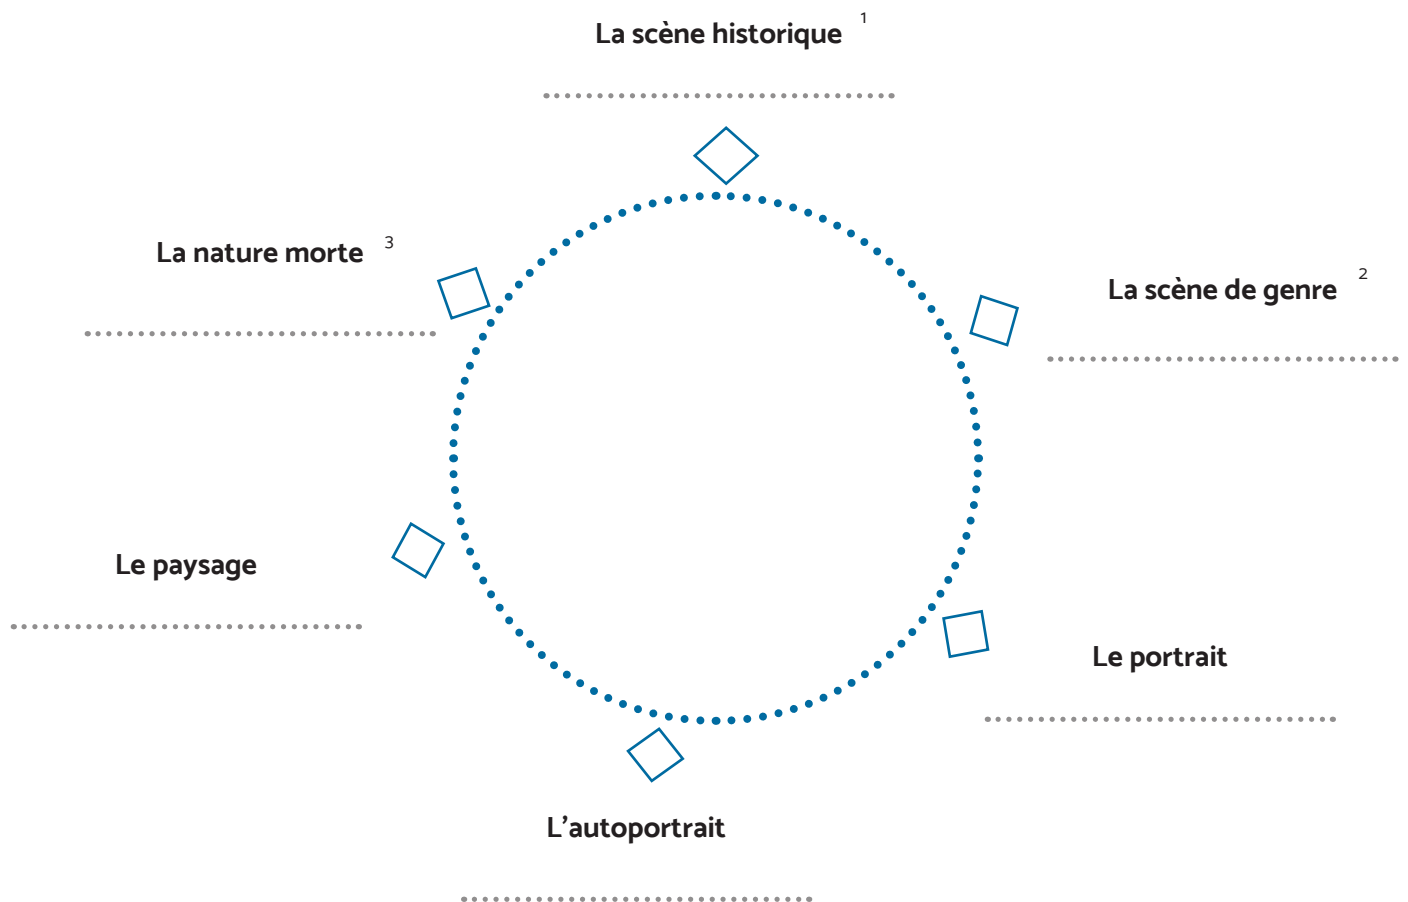 La scène historique 1
La nature morte 3
La scène de genre 2
Le paysage
Le portrait
L’autoportrait